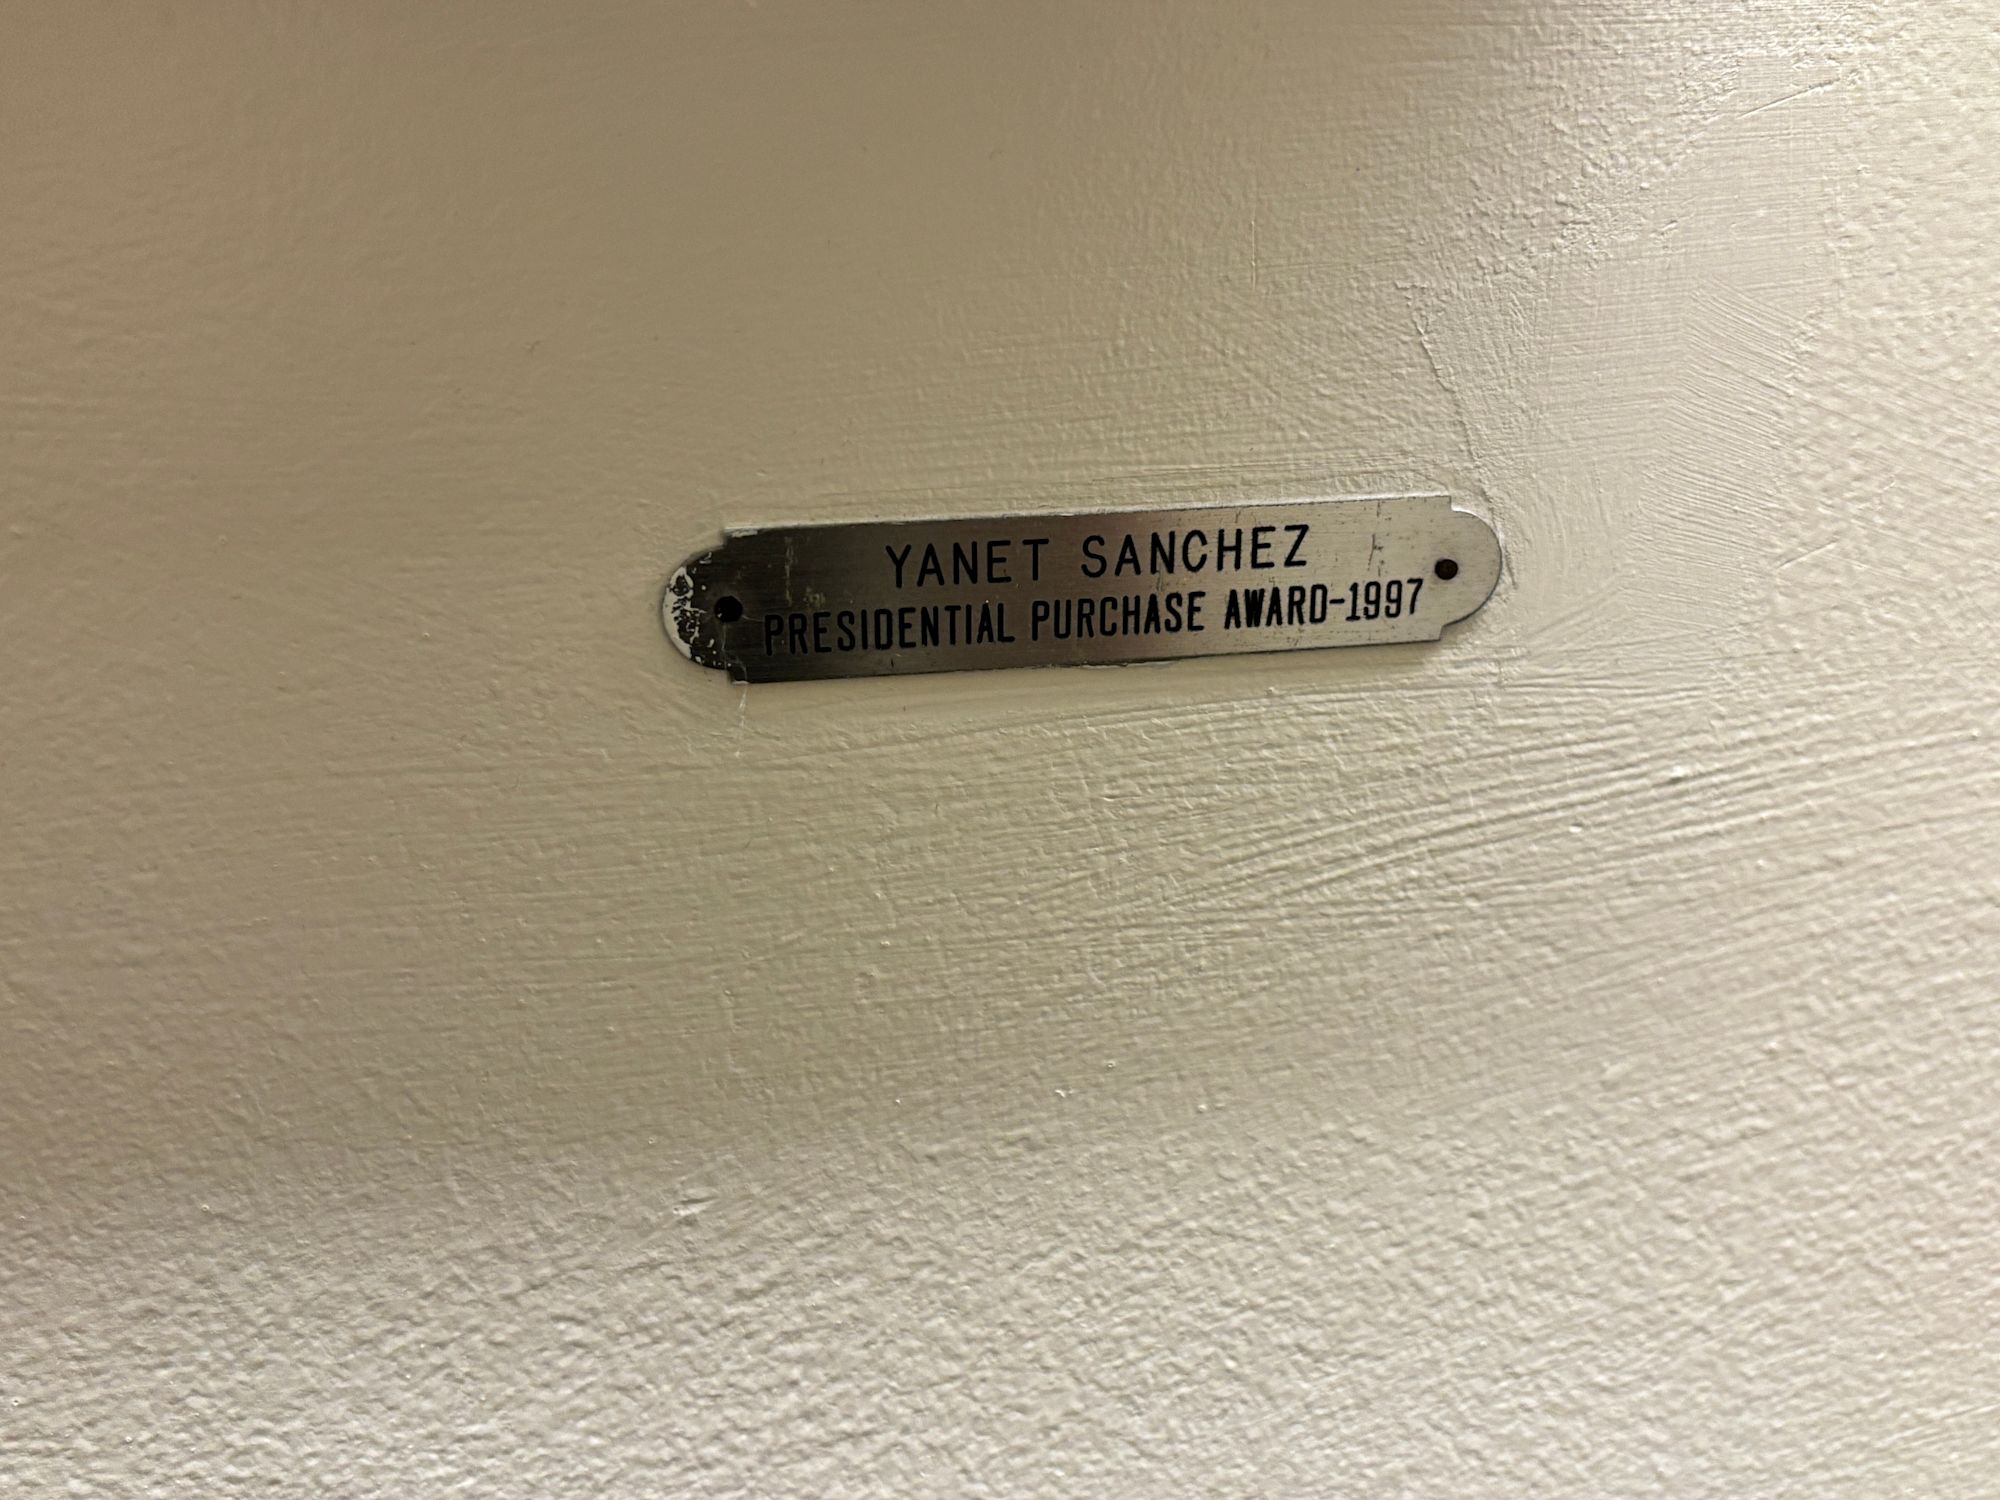 YANET SANCHEZ
PRESIDENTIAL PURCHASE AWARD-1997